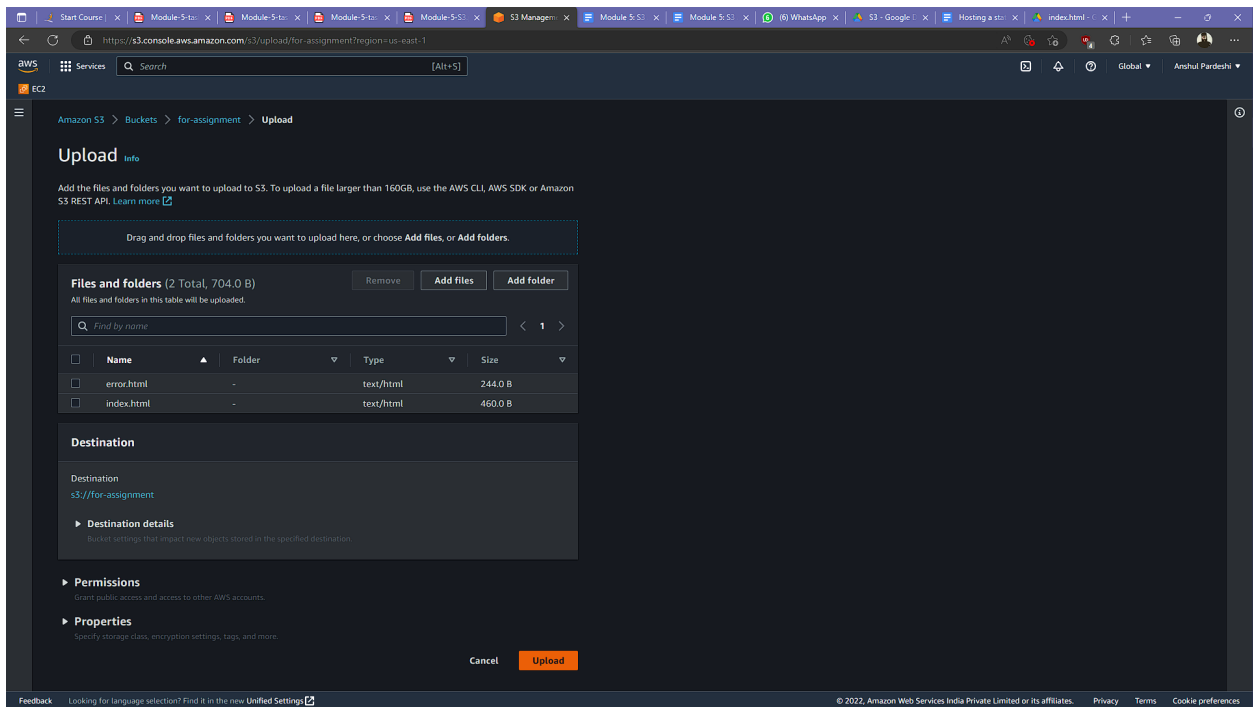 Start Course |
Module-5-tas
Module-5-tas
Module-5-tas
Module-5-S3
S3 Managem
Module 5: S3
Module 5: S3
(6) WhatsApp
S3 - Google D
Hosting a stat
index.html - G
https://s3.console.aws.amazon.com/s3/upload/for-assignment?region=us-east-1
aws
Services
Search
[Alt+S]
Global
Anshul Pardeshi
EC2
Amazon S3 > Buckets > for-assignment > Upload
Upload Info
Add the files and folders you want to upload to S3. To upload a file larger than 160GB, use the AWS CLI, AWS SDK or Amazon
S3 REST API. Learn more
Drag and drop files and folders you want to upload here, or choose Add files, or Add folders.
Files and folders (2 Total, 704.0 B)
Remove
Add files
Add folder
All files and folders in this table will be uploaded.
Find by name
< 1 >
Name Folder Type Size
error.html - text/html 244.0 B
index.html - text/html 460.0 B
Destination
Destination
s3://for-assignment
Destination details
Bucket settings that impact new objects stored in the specified destination.
Permissions
Grant public access and access to other AWS accounts.
Properties
Specify storage class, encryption settings, tags, and more.
Cancel
Upload
Feedback
Looking for language selection? Find it in the new Unified Settings
© 2022, Amazon Web Services India Private Limited or its affiliates.
Privacy
Terms
Cookie preferences